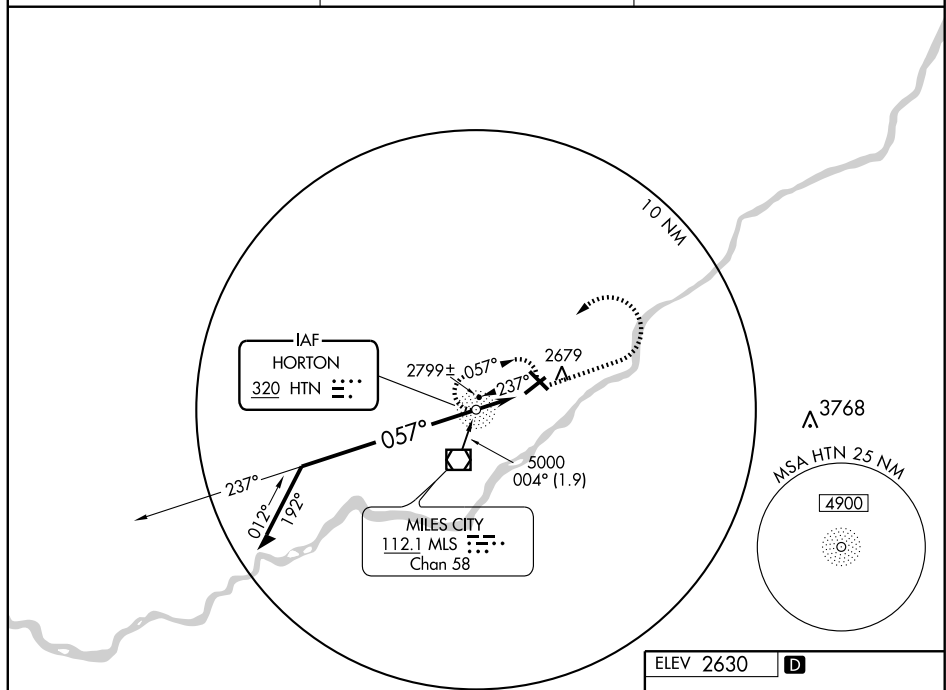 10 NM
IAF
HORTON
320 HTN
2799±
057°
237°
2679
3768
057°
5000
004° (1.9)
237°
012°
192°
MILES CITY
112.1 MLS
Chan 58
MSA HTN 25 NM
4900
ELEV 2630 D